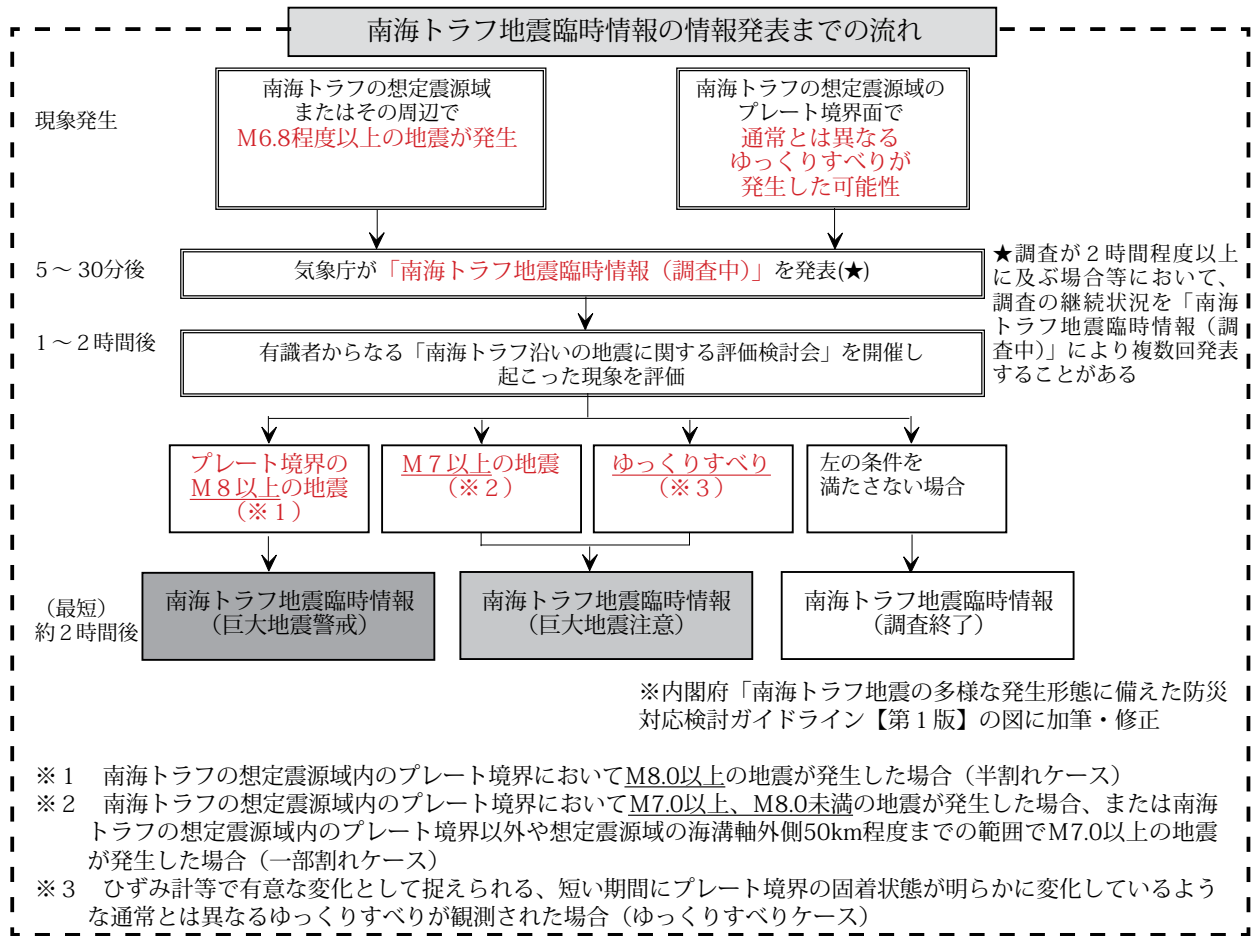 南海トラフ地震臨時情報の情報発表までの流れ
現象発生
南海トラフの想定震源域
またはその周辺で
M6.8程度以上の地震が発生
南海トラフの想定震源域の
プレート境界面で
通常とは異なる
ゆっくりすべりが
発生した可能性
5～30分後
気象庁が「南海トラフ地震臨時情報（調査中）」を発表(★)
★調査が２時間程度以上
に及ぶ場合等において、
調査の継続状況を「南海
トラフ地震臨時情報（調
査中）」により複数回発表
することがある
1～２時間後
有識者からなる「南海トラフ沿いの地震に関する評価検討会」を開催し
起こった現象を評価
プレート境界の
M８以上の地震
（※１）
M７以上の地震
（※２）
ゆっくりすべり
（※３）
左の条件を
満たさない場合
（最短）
約２時間後
南海トラフ地震臨時情報
（巨大地震警戒）
南海トラフ地震臨時情報
（巨大地震注意）
南海トラフ地震臨時情報
（調査終了）
※内閣府「南海トラフ地震の多様な発生形態に備えた防災
対応検討ガイドライン【第１版】の図に加筆・修正
※１　南海トラフの想定震源域内のプレート境界においてM8.0以上の地震が発生した場合（半割れケース）
※２　南海トラフの想定震源域内のプレート境界においてM7.0以上、M8.0未満の地震が発生した場合、または南海
トラフの想定震源域内のプレート境界以外や想定震源域の海溝軸外側50km程度までの範囲でM7.0以上の地震
が発生した場合（一部割れケース）
※３　ひずみ計等で有意な変化として捉えられる、短い期間にプレート境界の固着状態が明らかに変化しているよう
な通常とは異なるゆっくりすべりが観測された場合（ゆっくりすべりケース）